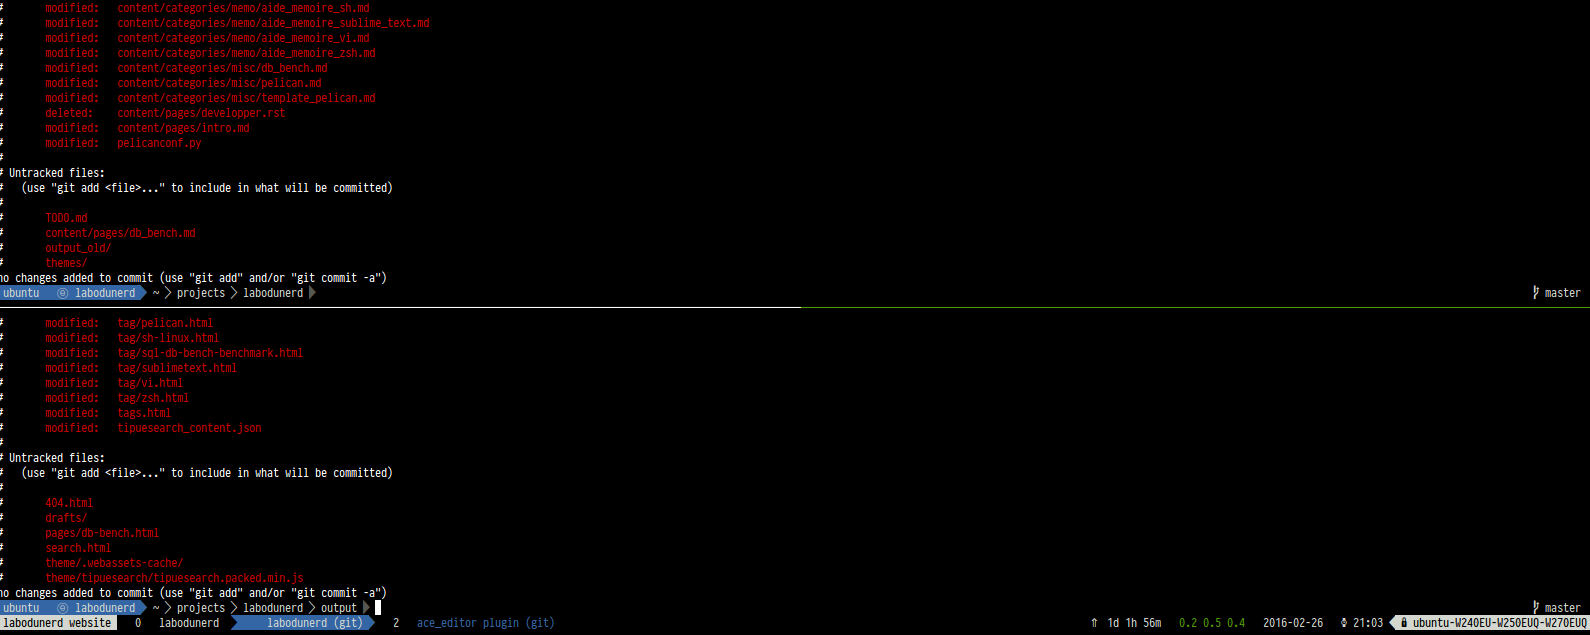 #       modified:   content/categories/memo/aide_memoire_sh.md
#       modified:   content/categories/memo/aide_memoire_sublime_text.md
#       modified:   content/categories/memo/aide_memoire_vi.md
#       modified:   content/categories/memo/aide_memoire_zsh.md
#       modified:   content/categories/misc/db_bench.md
#       modified:   content/categories/misc/pelican.md
#       modified:   content/categories/misc/template_pelican.md
#       deleted:    content/pages/developper.rst
#       modified:   content/pages/intro.md
#       modified:   pelicanconf.py
#
# Untracked files:
#   (use "git add <file>..." to include in what will be committed)
#
#       TODO.md
#       content/pages/db_bench.md
#       output_old/
#       themes/
no changes added to commit (use "git add" and/or "git commit -a")
ubuntu @ labodunerd ~ projects labodunerd master
#       modified:   tag/pelican.html
#       modified:   tag/sh-linux.html
#       modified:   tag/sql-db-bench-benchmark.html
#       modified:   tag/sublimetext.html
#       modified:   tag/vi.html
#       modified:   tag/zsh.html
#       modified:   tags.html
#       modified:   tipuesearch_content.json
#
# Untracked files:
#   (use "git add <file>..." to include in what will be committed)
#
#       404.html
#       drafts/
#       pages/db-bench.html
#       search.html
#       theme/.webassets-cache/
#       theme/tipuesearch/tipuesearch.packed.min.js
no changes added to commit (use "git add" and/or "git commit -a")
ubuntu @ labodunerd ~ projects labodunerd output master
labodunerd website 0 labodunerd labodunerd (git) 2 ace_editor plugin (git) ⇑ 1d 1h 56m 0.2 0.5 0.4 2016-02-26 21:03 ubuntu-W240EU-W250EUQ-W270EUQ